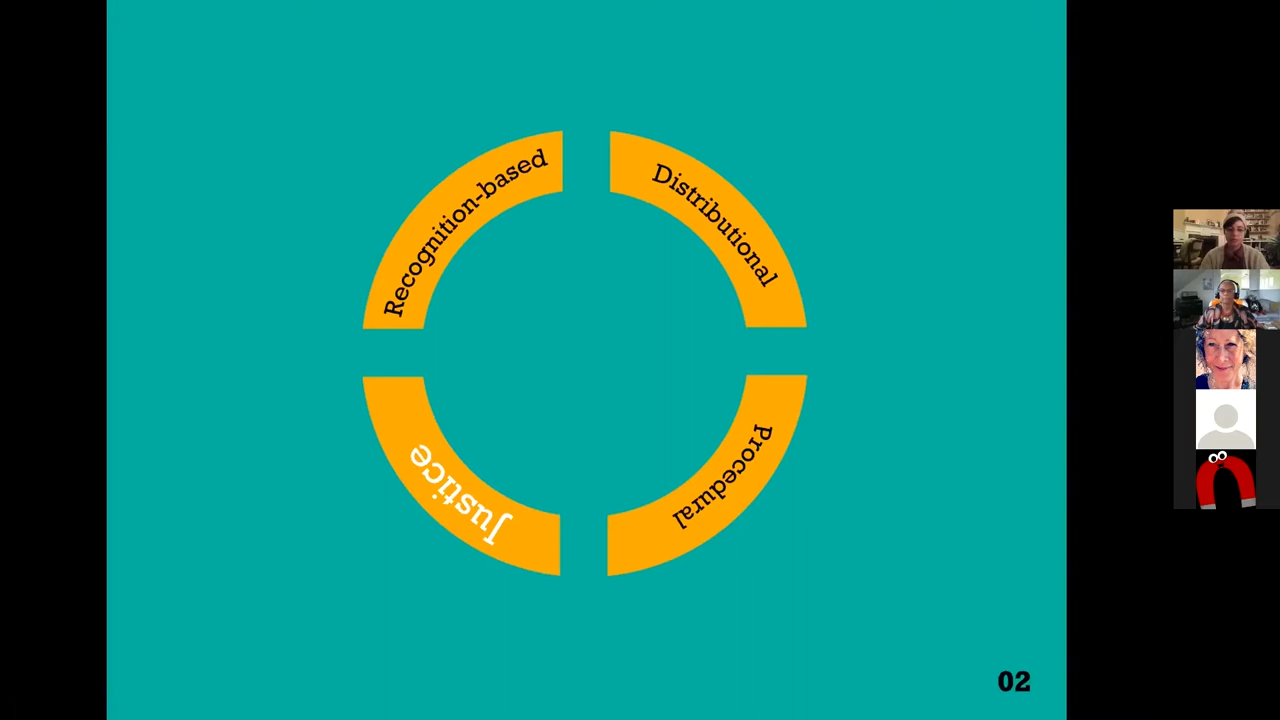 Recognition-based
Distributional
Procedural
Justice
02